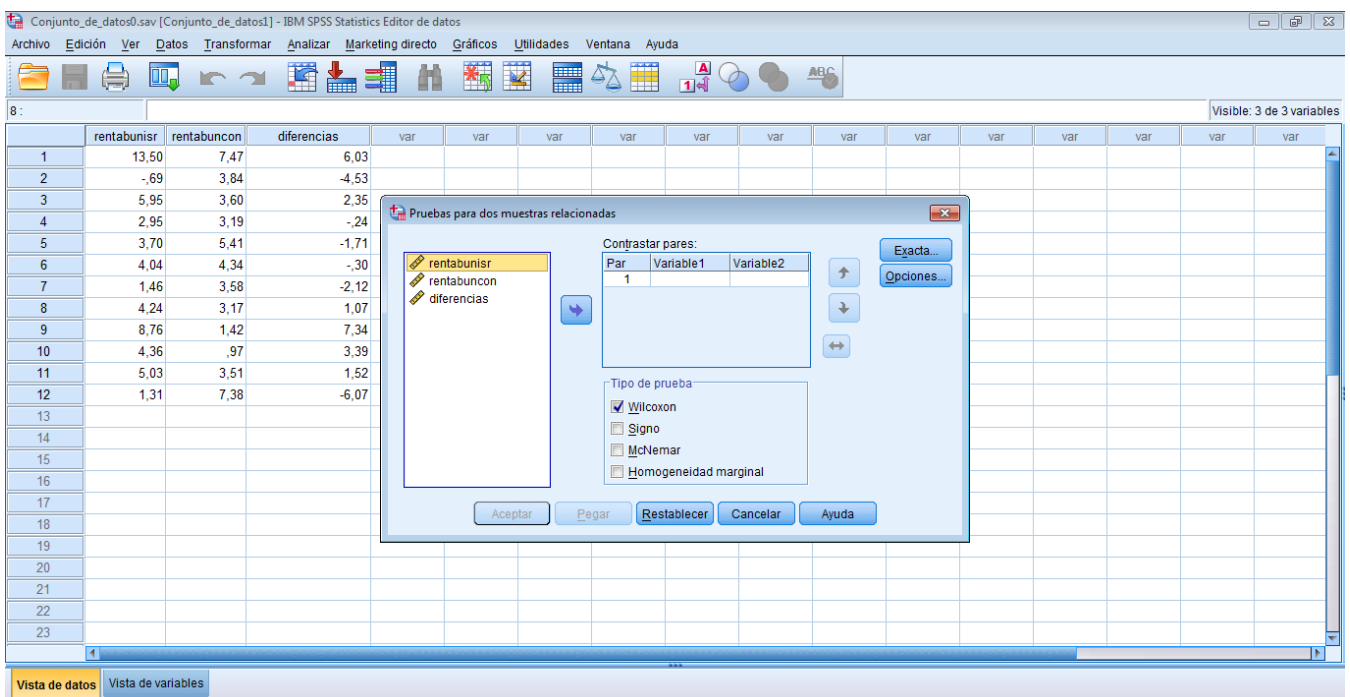 Conjunto_de_datos0.sav [Conjunto_de_datos1] - IBM SPSS Statistics Editor de datos
Archivo Edición Ver Datos Transformar Analizar Marketing directo Gráficos Utilidades Ventana Ayuda
A
1
ABC
8 :
Visible: 3 de 3 variables
rentabunisr rentabuncon diferencias var var var var var var var var var var var var var
1 13,50 7,47 6,03
2 -,69 3,84 -4,53
3 5,95 3,60 2,35
4 2,95 3,19 -,24
5 3,70 5,41 -1,71
6 4,04 4,34 -,30
7 1,46 3,58 -2,12
8 4,24 3,17 1,07
9 8,76 1,42 7,34
10 4,36 ,97 3,39
11 5,03 3,51 1,52
12 1,31 7,38 -6,07
13
14
15
16
17
18
19
20
21
22
23
Pruebas para dos muestras relacionadas
rentabunisr
rentabuncon
diferencias
Contrastar pares:
Par Variable1 Variable2
1
Exacta...
Opciones...
Tipo de prueba
Wilcoxon
Signo
McNemar
Homogeneidad marginal
Aceptar Pegar Restablecer Cancelar Ayuda
Vista de datos Vista de variables